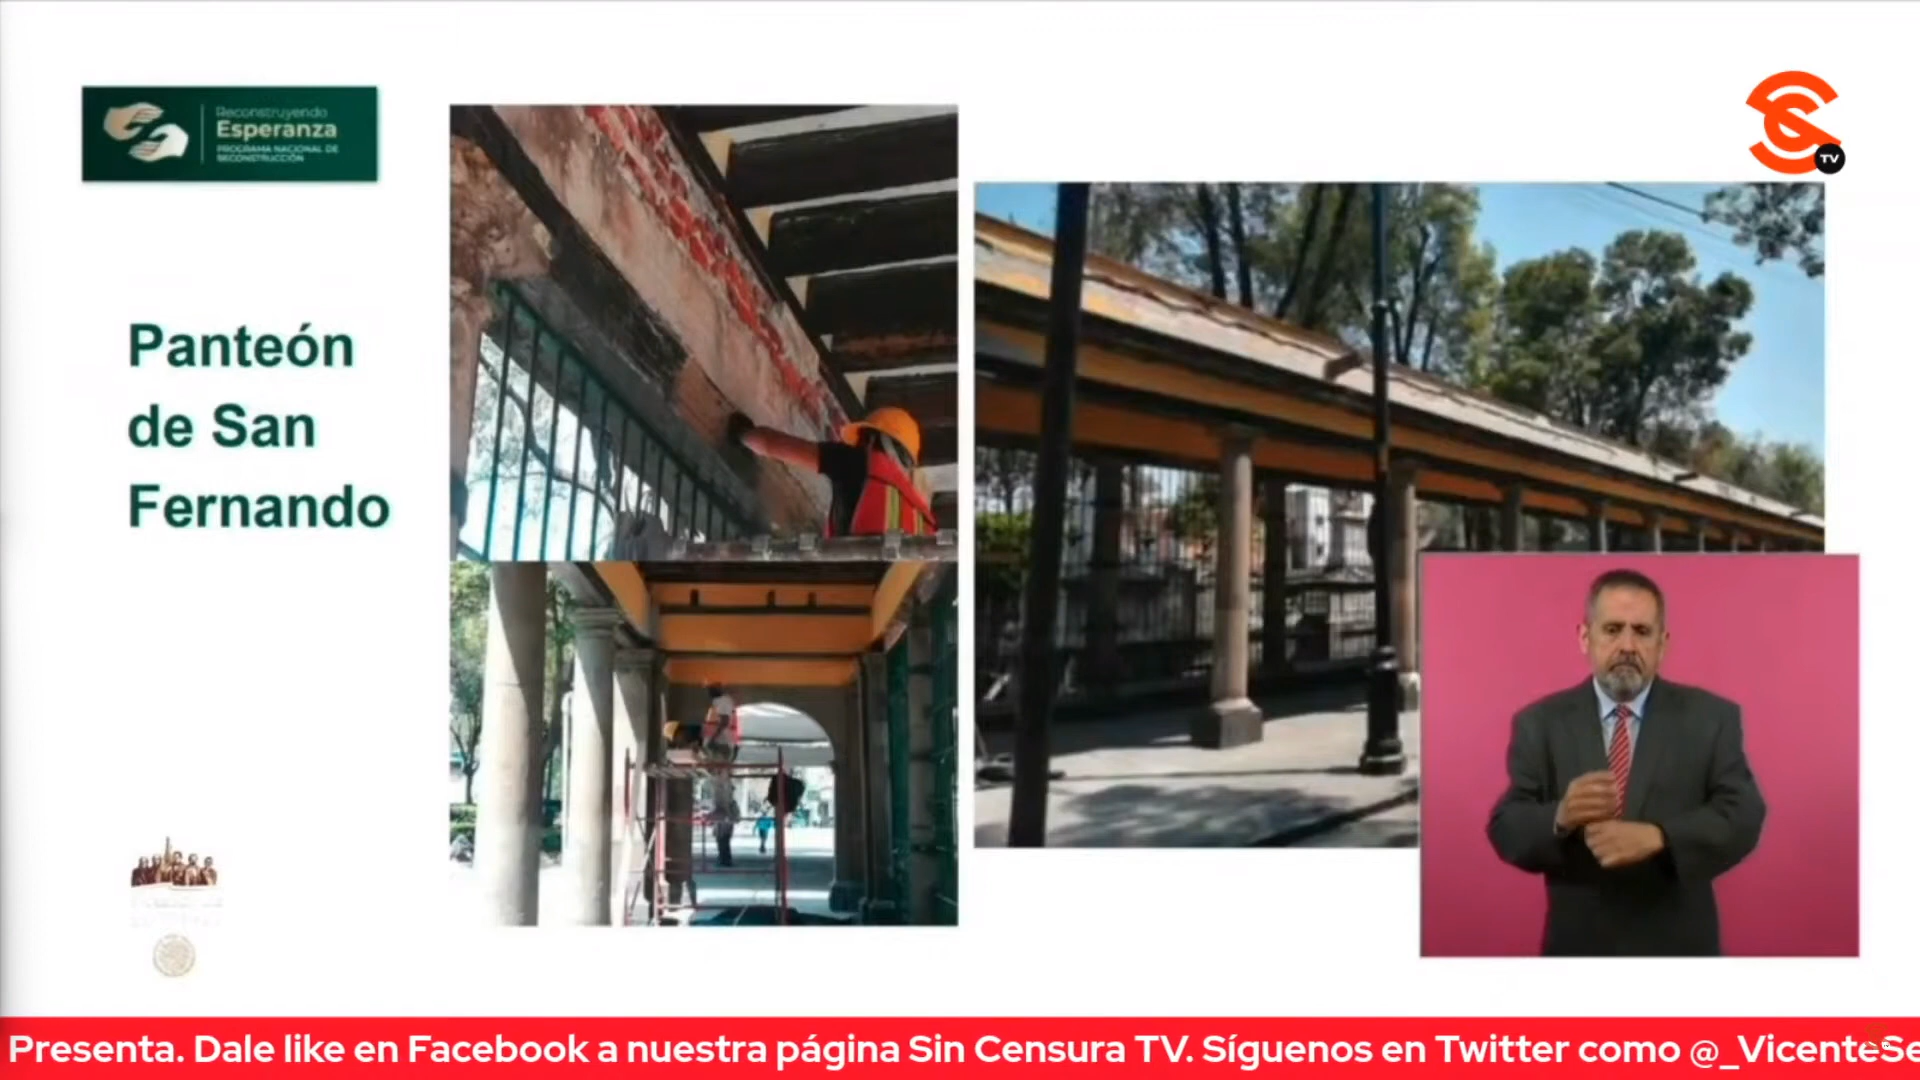 Reconstruyendo
Esperanza
PROGRAMA NACIONAL DE
RECONSTRUCCIÓN
TV
Panteón
de San
Fernando
Presenta. Dale like en Facebook a nuestra página Sin Censura TV. Síguenos en Twitter como @_VicenteSe